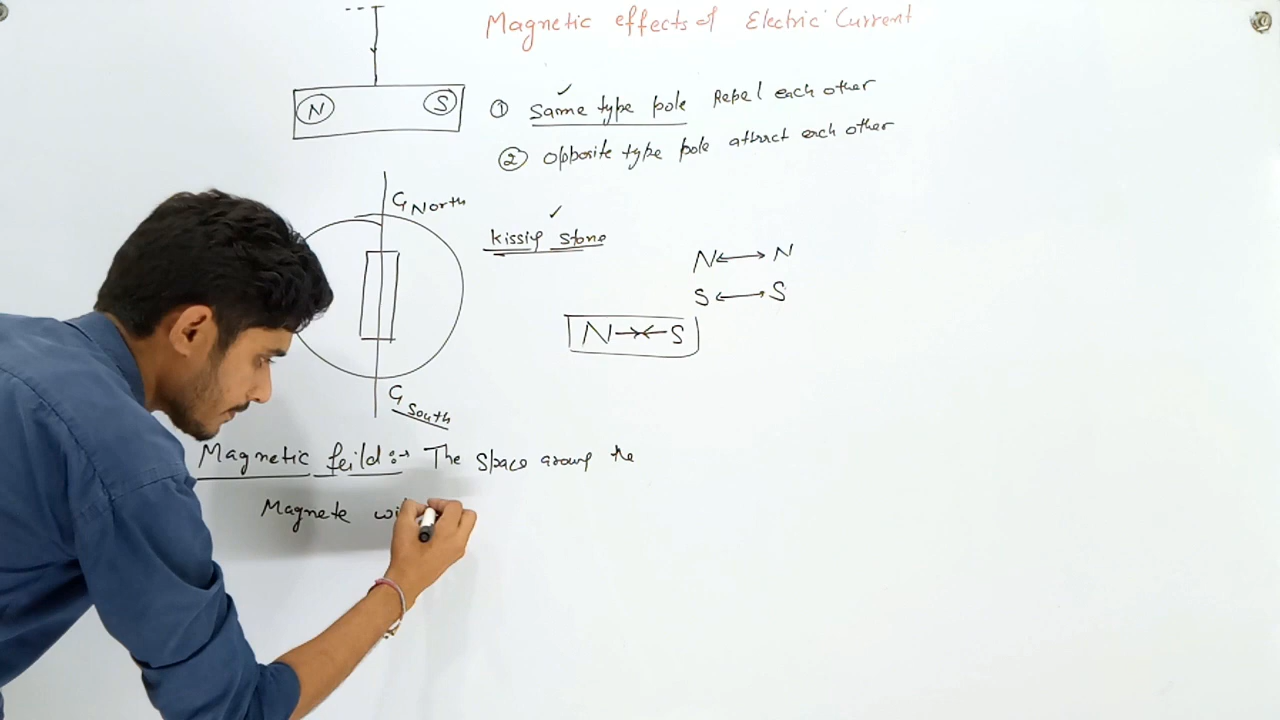 Magnetic effects of Electric Current
N S
① Same type pole Repel each other
② opposite type pole attract each other
G North
kissig stone
N ↔ N
S ↔ S
N →← S
G South
Magnetic feild :→ The space aroung the
Magnete wi